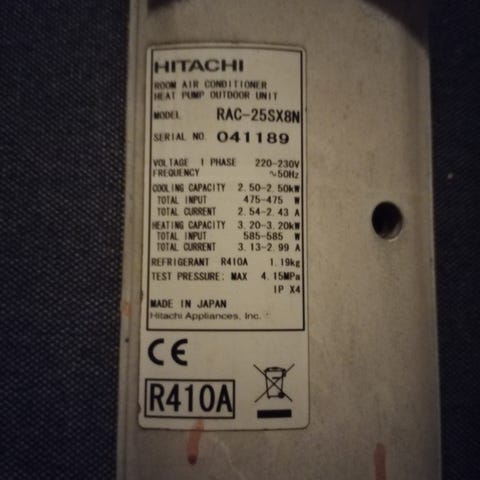 HITACHI
ROOM AIR CONDITIONER
HEAT PUMP OUTDOOR UNIT
MODEL RAC-25SX8N
SERIAL NO. 041189
VOLTAGE 1 PHASE 220-230V
FREQUENCY ~50Hz
COOLING CAPACITY 2.50-2.50kW
TOTAL INPUT 475-475 W
TOTAL CURRENT 2.54-2.43 A
HEATING CAPACITY 3.20-3.20kW
TOTAL INPUT 585-585 W
TOTAL CURRENT 3.13-2.99 A
REFRIGERANT R410A 1.19kg
TEST PRESSURE: MAX 4.15MPa
IP X4
MADE IN JAPAN
Hitachi Appliances, Inc.
CE
R410A